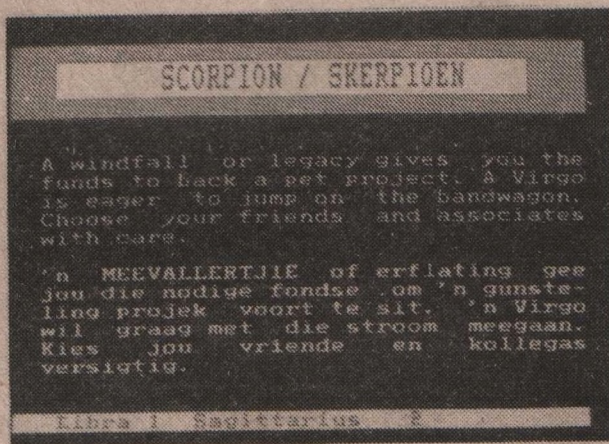 SCORPION / SKERPIOEN
A windfall or legacy gives you the
funds to back a pet project. A Virgo
is eager to jump on the bandwagon.
Choose your friends and associates
with care.
'n MEEVALLERTJIE of erflating gee
jou die nodige fondse om 'n gunste-
ling projek voort te sit. 'n Virgo
wil graag met die stroom meegaan.
Kies jou vriende en kollegas
versigtig.
Libra 1 Sagittarius 2